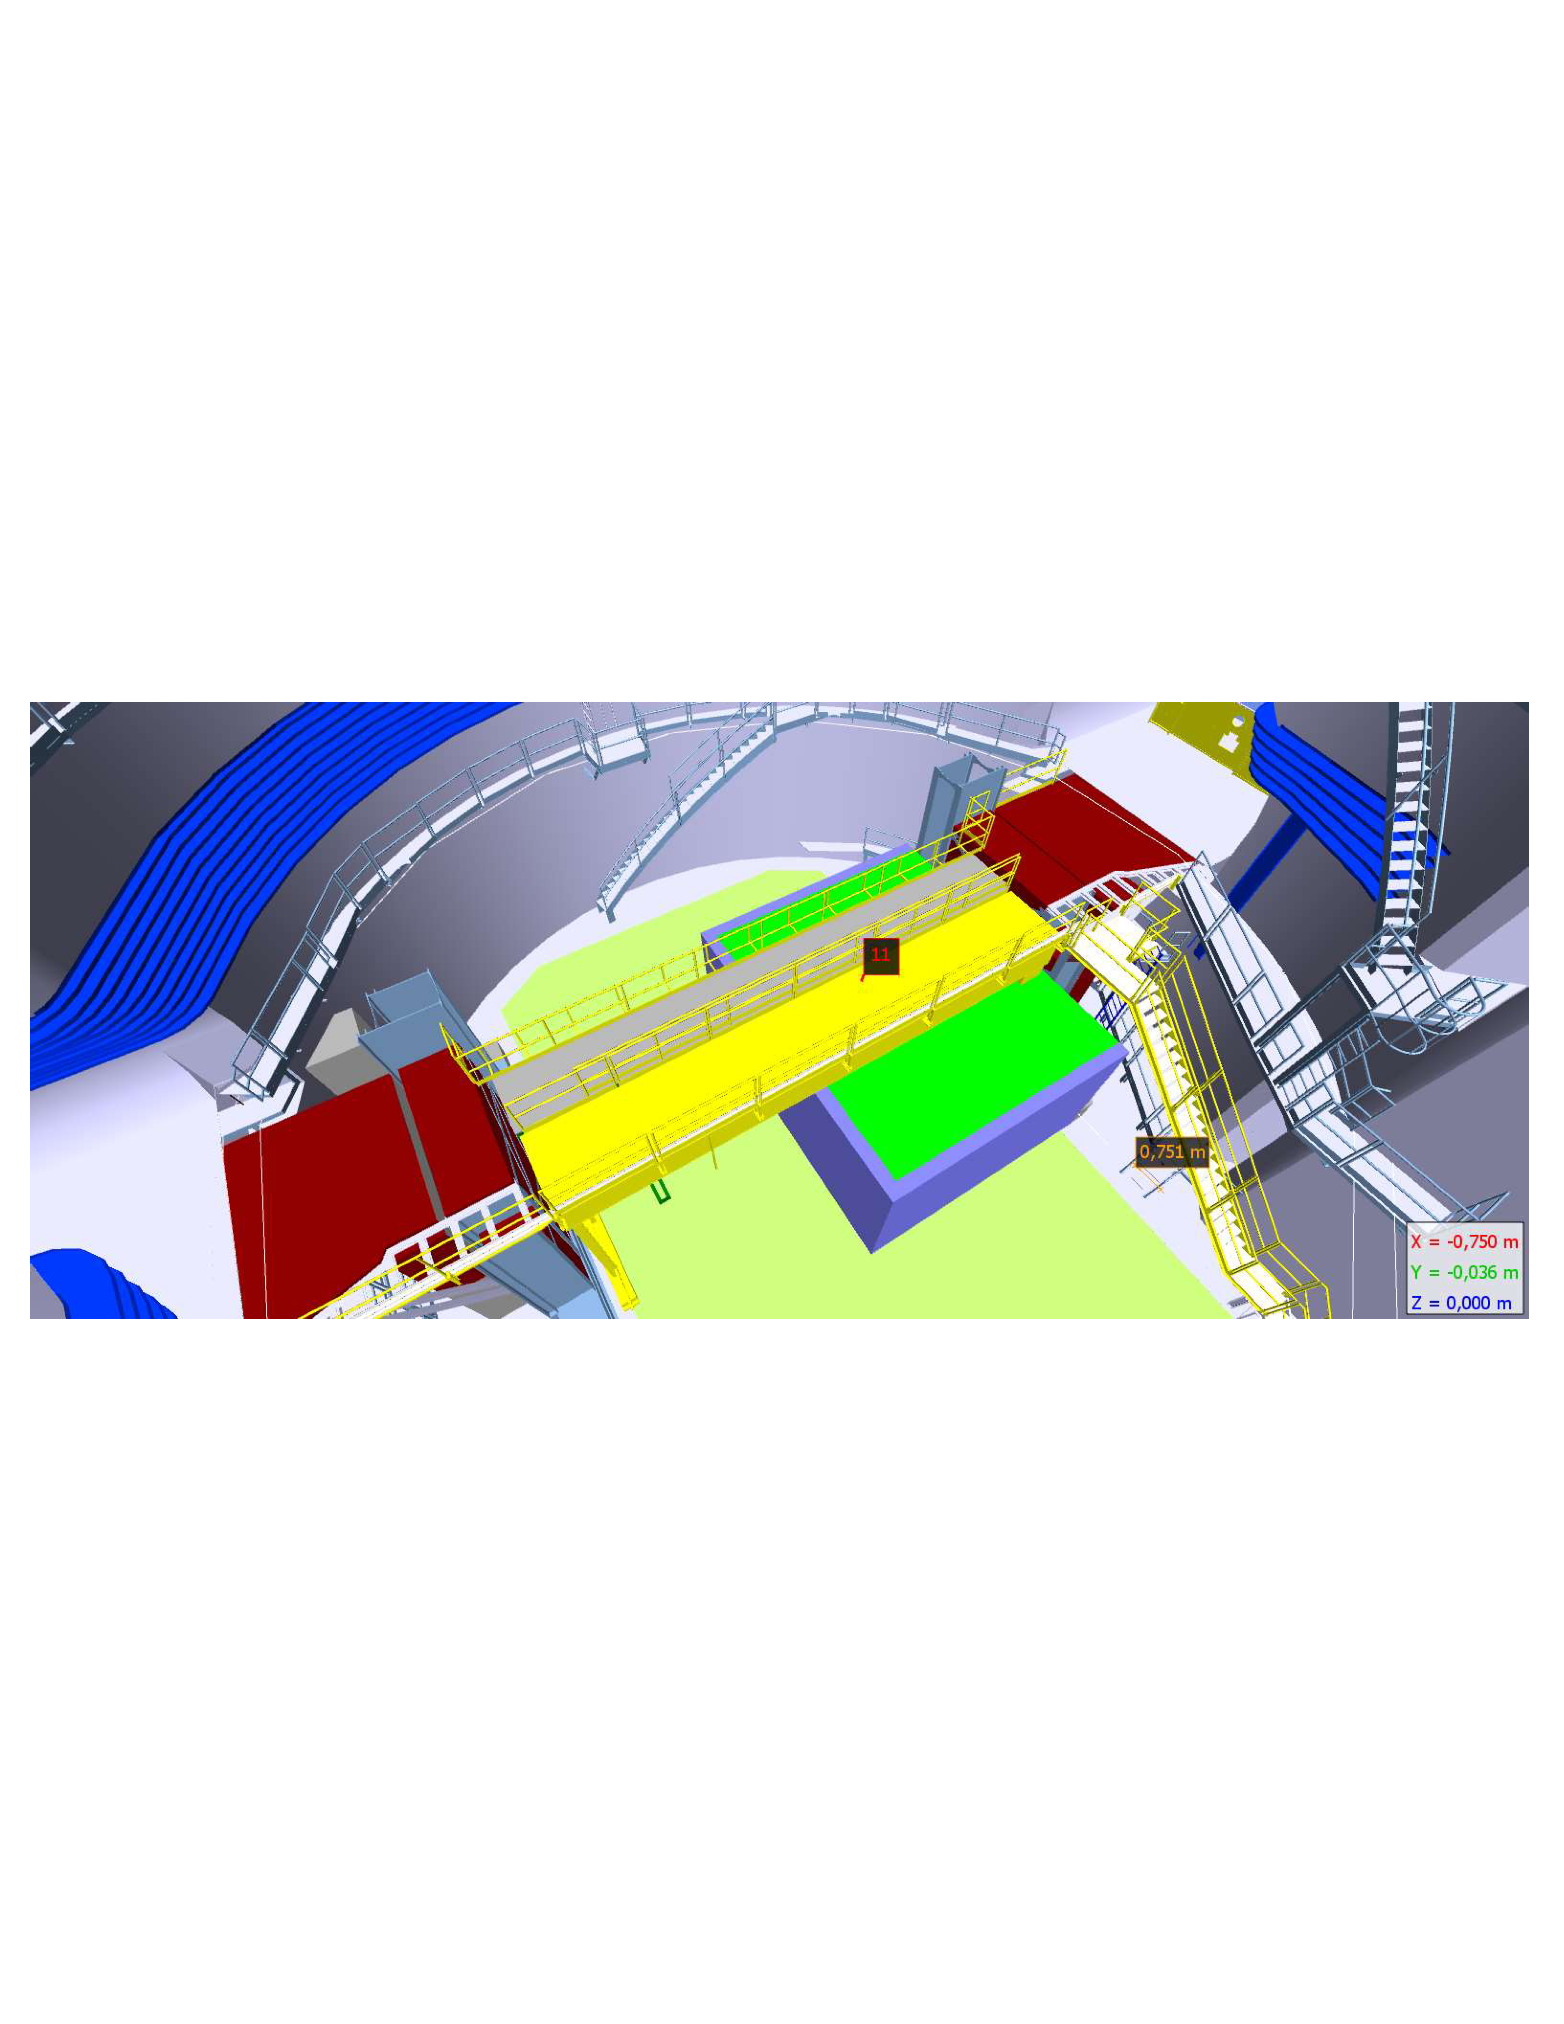 11
0,751 m
X = -0,750 m
Y = -0,036 m
Z = 0,000 m